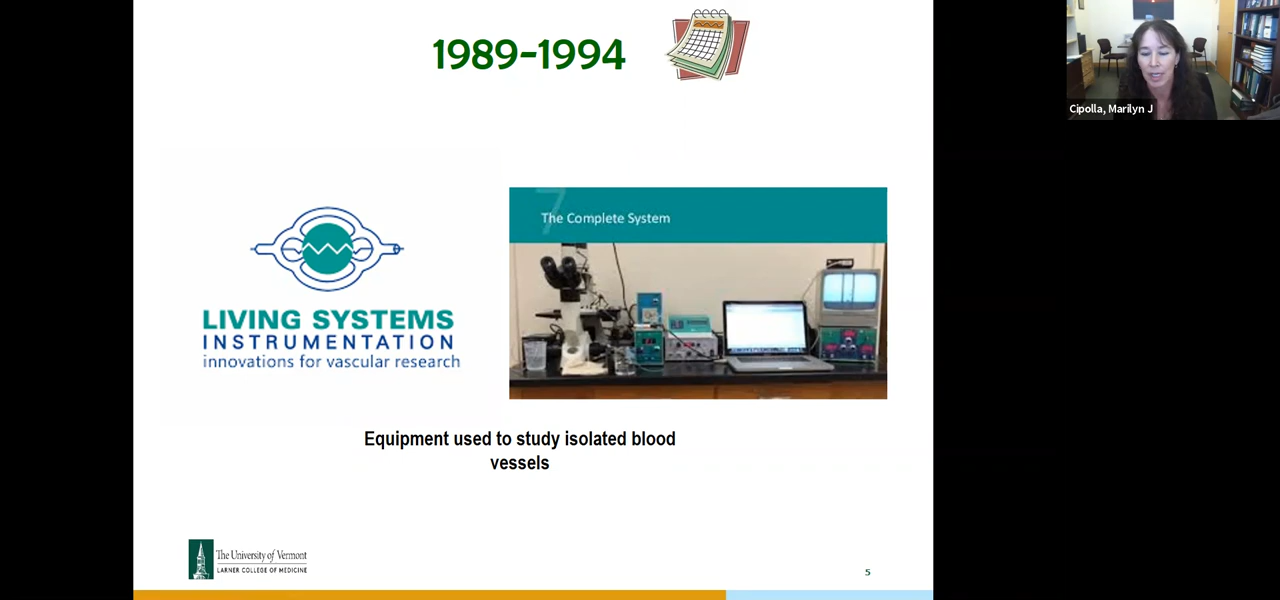 1989-1994
Cipolla, Marilyn J
7
The Complete System
LIVING SYSTEMS
INSTRUMENTATION
innovations for vascular research
Equipment used to study isolated blood
vessels
The University of Vermont
LARNER COLLEGE OF MEDICINE
5